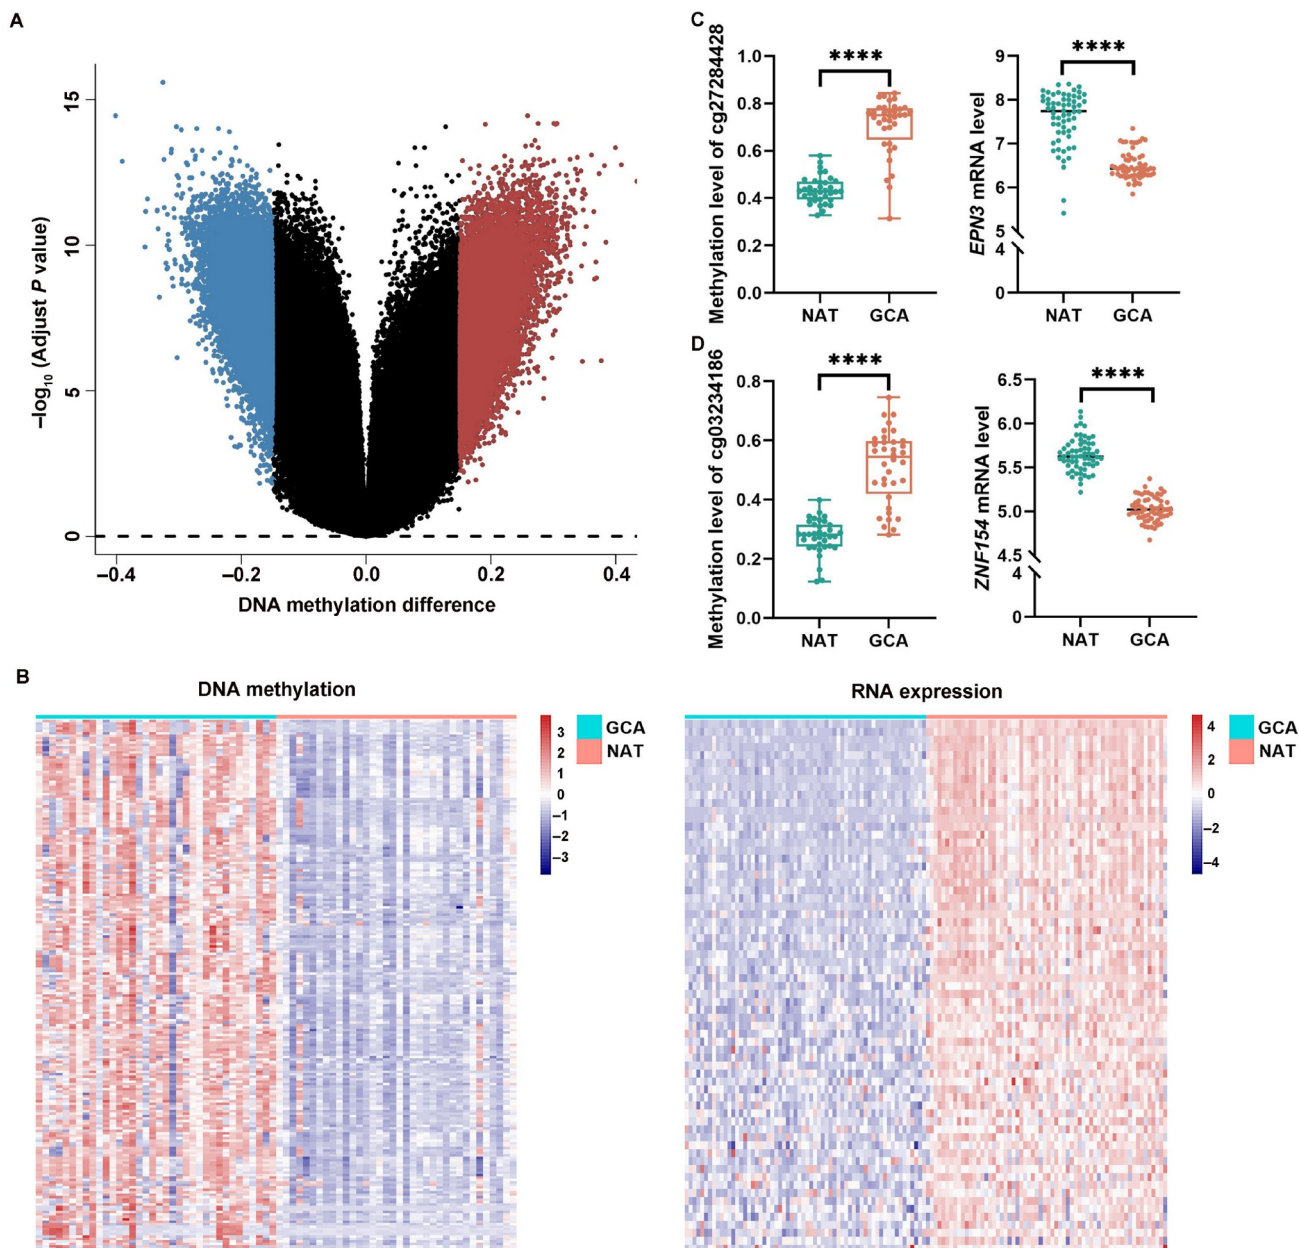 A
−log10 (Adjust P value)
15
10
5
0
−0.4
−0.2
0.0
0.2
0.4
DNA methylation difference
C
Methylation level of cg27284428
1.0
0.8
0.6
0.4
0.2
0.0
****
NAT
GCA
EPN3 mRNA level
9
8
7
6
5
4
0
****
NAT
GCA
D
Methylation level of cg03234186
0.8
0.6
0.4
0.2
0.0
****
NAT
GCA
ZNF154 mRNA level
6.5
6.0
5.5
5.0
4.5
4
0
****
NAT
GCA
B
DNA methylation
3
2
1
0
−1
−2
−3
GCA
NAT
RNA expression
4
2
0
−2
−4
GCA
NAT